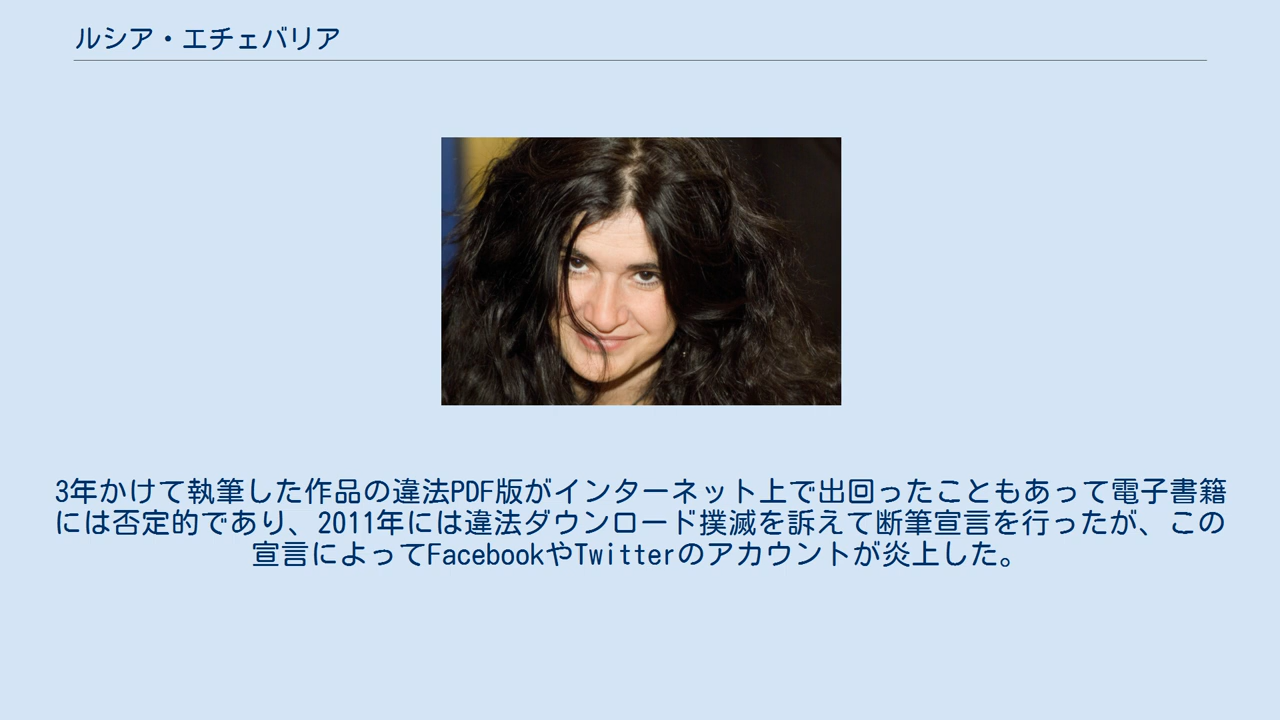 ルシア・エチェバリア
3年かけて執筆した作品の違法PDF版がインターネット上で出回ったこともあって電子書籍
には否定的であり、2011年には違法ダウンロード撲滅を訴えて断筆宣言を行ったが、この
宣言によってFacebookやTwitterのアカウントが炎上した。